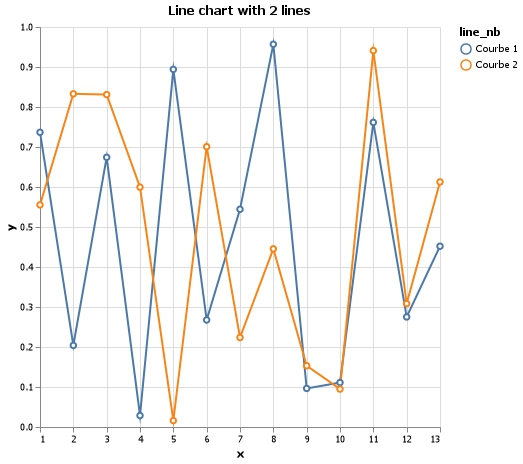 Line chart with 2 lines
line_nb
Courbe 1
Courbe 2
1.0
0.9
0.8
0.7
0.6
0.5
0.4
0.3
0.2
0.1
0.0
y
1 2 3 4 5 6 7 8 9 10 11 12 13
x